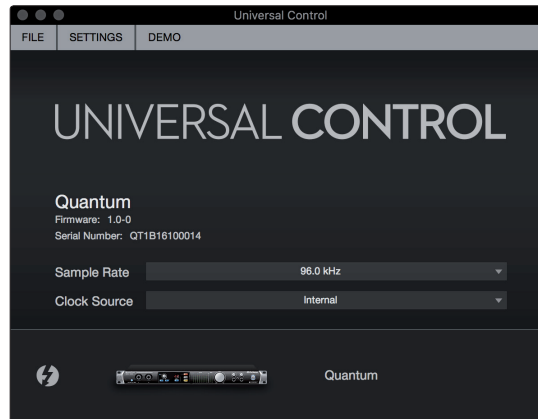 Universal Control
FILE SETTINGS DEMO
UNIVERSAL CONTROL
Quantum
Firmware: 1.0-0
Serial Number: QT1B16100014
Sample Rate 96.0 kHz
Clock Source Internal
Quantum